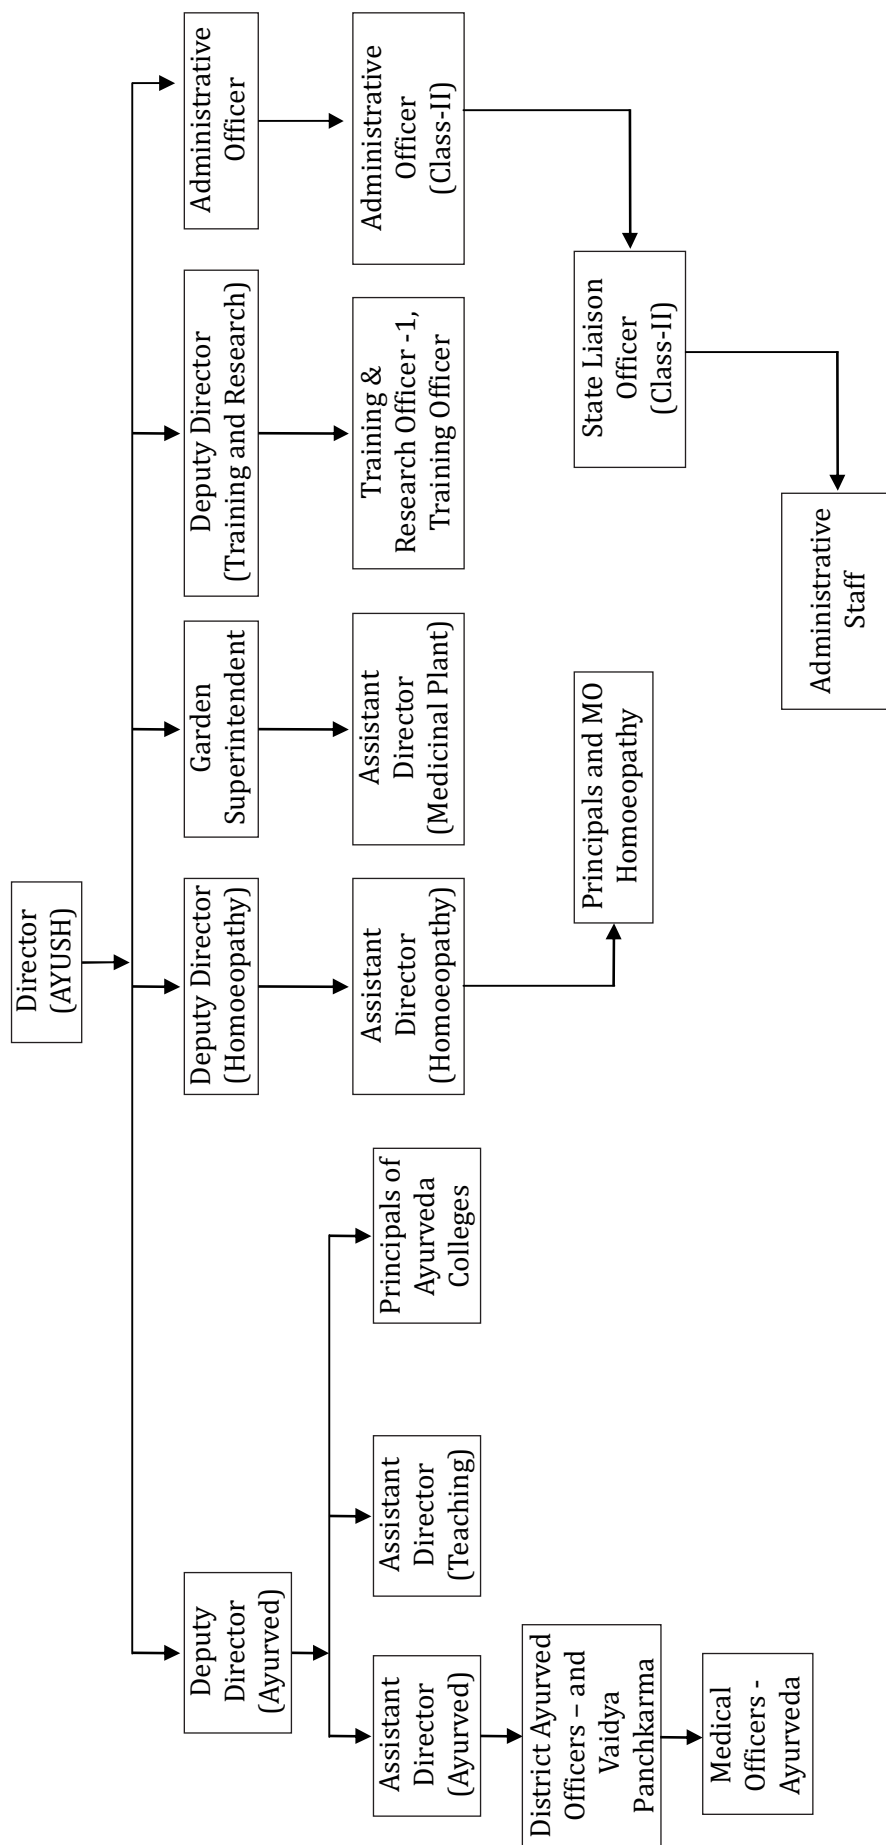 Director
(AYUSH)
Deputy
Director
(Ayurved)
Deputy Director
(Homoeopathy)
Garden
Superintendent
Deputy Director
(Training and Research)
Administrative
Officer
Assistant
Director
(Ayurved)
Assistant
Director
(Teaching)
Principals of
Ayurveda
Colleges
Assistant
Director
(Homoepathy)
Assistant
Director
(Medicinal Plant)
Training &
Research Officer -1,
Training Officer
Administrative
Officer
(Class-II)
District Ayurved
Officers – and
Vaidya
Panchkarma
Principals and MO
Homoeopathy
State Liaison
Officer
(Class-II)
Medical
Officers -
Ayurveda
Administrative
Staff